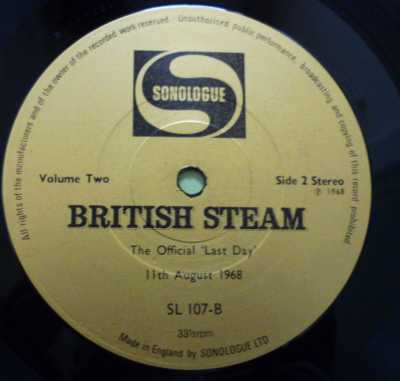 All rights of the manufacturers and of the owner of the recorded work reserved. Unauthorised public performance, broadcasting and copying of this record prohibited
SONOLOGUE
Volume Two
Side 2 Stereo
℗ 1968
BRITISH STEAM
The Official 'Last Day'
11th August 1968
SL 107-B
33⅓rpm
Made in England by SONOLOGUE LTD